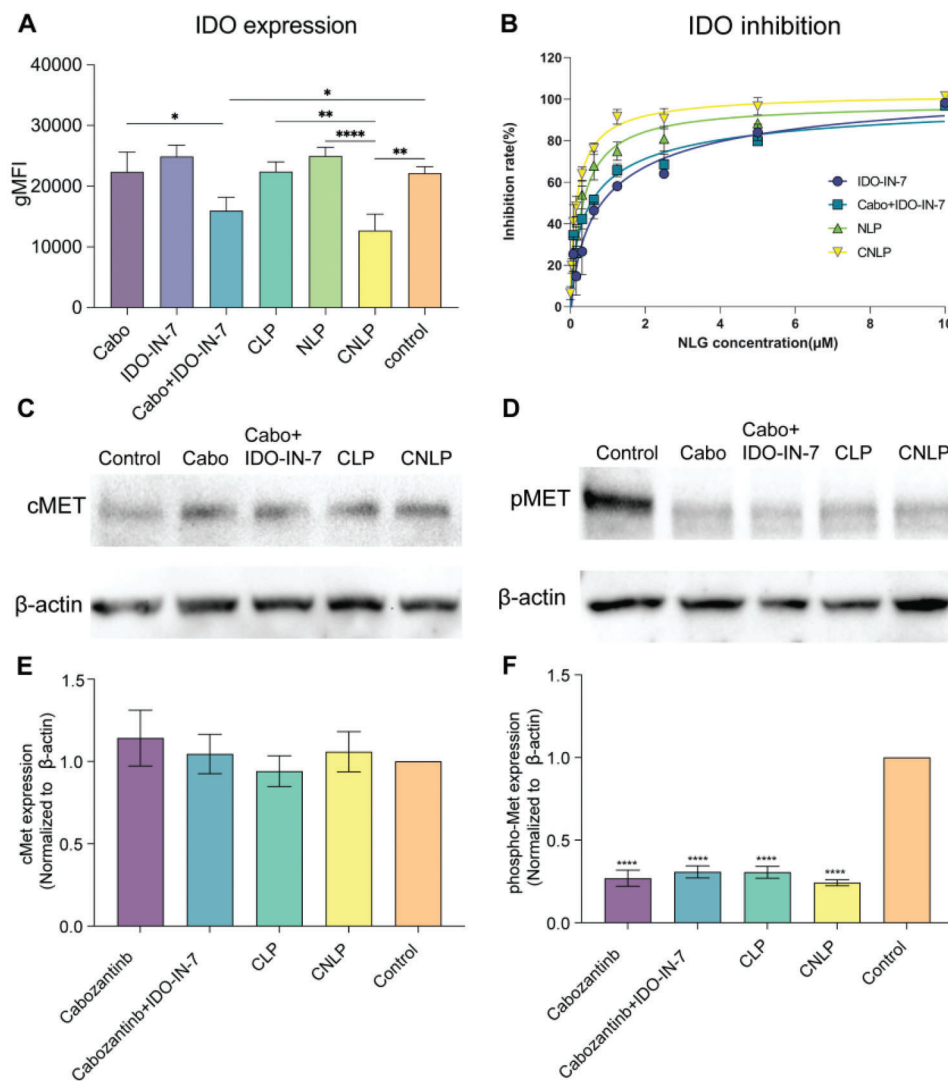 A IDO expression
40000
30000
20000
10000
0
gMFI
*
*
**
****
**
Cabo
IDO-IN-7
Cabo+IDO-IN-7
CLP
NLP
CNLP
control
B IDO inhibition
120
100
80
60
40
20
0
Inhibition rate(%)
IDO-IN-7
Cabo+IDO-IN-7
NLP
CNLP
0 2 4 6 8 10
NLG concentration(μM)
C
Control Cabo Cabo+
IDO-IN-7 CLP CNLP
cMET
β-actin
D
Control Cabo Cabo+
IDO-IN-7 CLP CNLP
pMET
β-actin
E
1.5
1.0
0.5
0.0
cMet expression
(Normalized to β-actin)
Cabozantinb
Cabozantinb+IDO-IN-7
CLP
CNLP
Control
F
1.5
1.0
0.5
0.0
phospho-Met expression
(Normalized to β-actin)
**** **** **** ****
Cabozantinb
Cabozantinb+IDO-IN-7
CLP
CNLP
Control